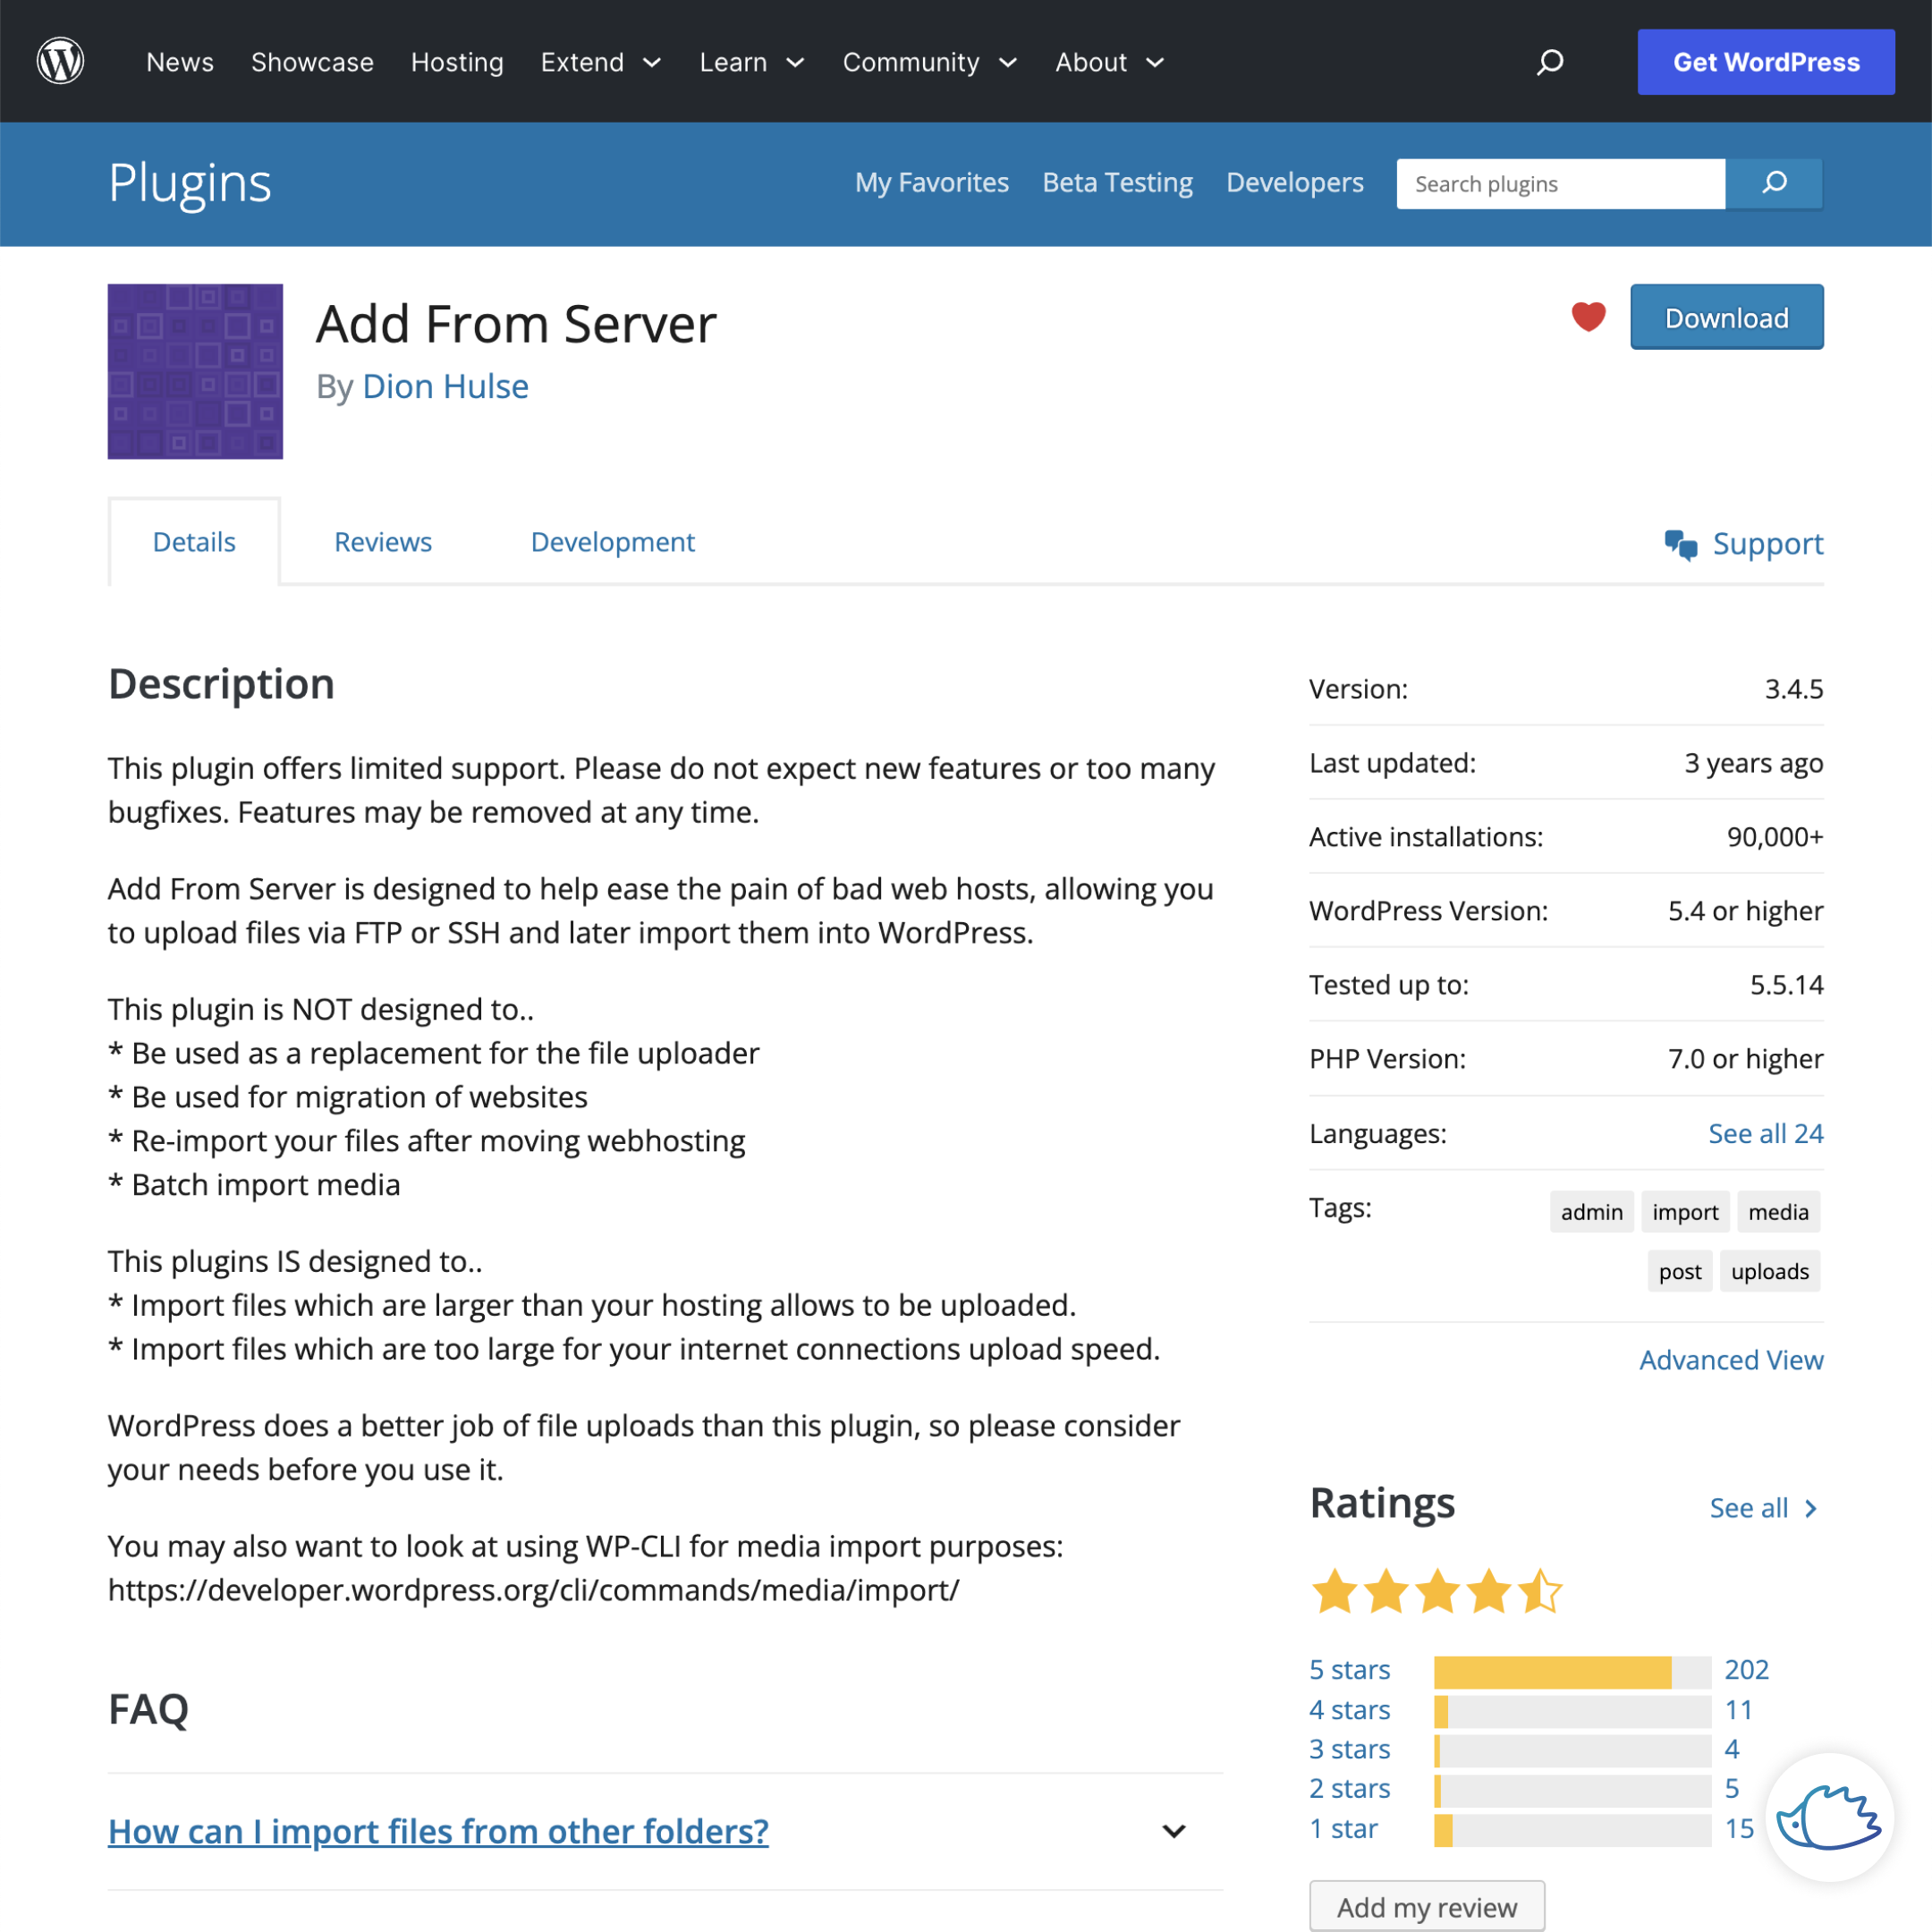 News Showcase Hosting Extend Learn Community About Get WordPress
Plugins My Favorites Beta Testing Developers Search plugins
Add From Server
Download
By Dion Hulse
Details Reviews Development Support
Description
This plugin offers limited support. Please do not expect new features or too many
bugfixes. Features may be removed at any time.
Add From Server is designed to help ease the pain of bad web hosts, allowing you
to upload files via FTP or SSH and later import them into WordPress.
This plugin is NOT designed to..
* Be used as a replacement for the file uploader
* Be used for migration of websites
* Re-import your files after moving webhosting
* Batch import media
This plugins IS designed to..
* Import files which are larger than your hosting allows to be uploaded.
* Import files which are too large for your internet connections upload speed.
WordPress does a better job of file uploads than this plugin, so please consider
your needs before you use it.
You may also want to look at using WP-CLI for media import purposes:
https://developer.wordpress.org/cli/commands/media/import/
FAQ
How can I import files from other folders?
Version: 3.4.5
Last updated: 3 years ago
Active installations: 90,000+
WordPress Version: 5.4 or higher
Tested up to: 5.5.14
PHP Version: 7.0 or higher
Languages: See all 24
Tags: admin import media
post uploads
Advanced View
Ratings See all
5 stars 202
4 stars 11
3 stars 4
2 stars 5
1 star 15
Add my review